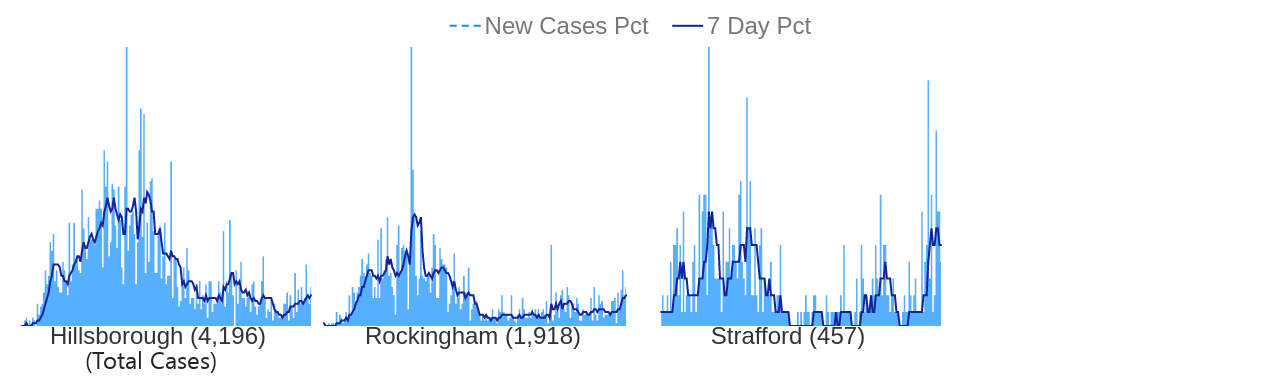 New Cases Pct 7 Day Pct
Hillsborough (4,196) Rockingham (1,918) Strafford (457)
(Total Cases)